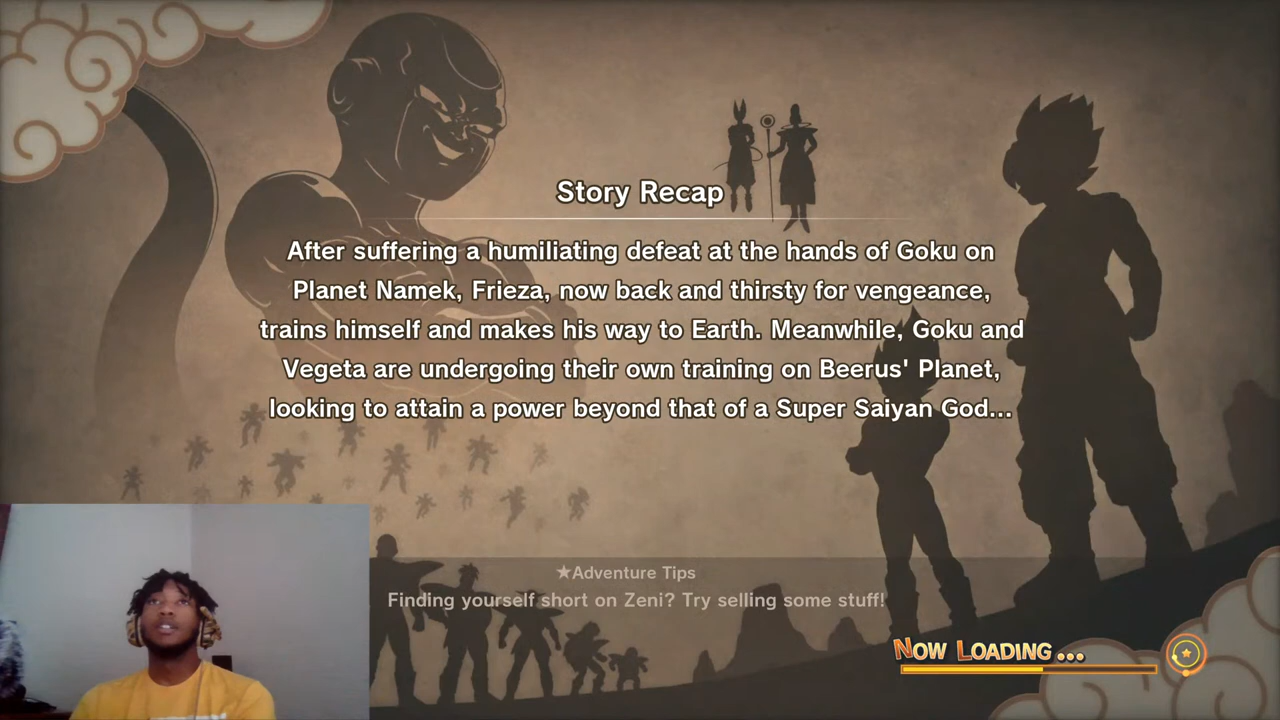 Story Recap
After suffering a humiliating defeat at the hands of Goku on
Planet Namek, Frieza, now back and thirsty for vengeance,
trains himself and makes his way to Earth. Meanwhile, Goku and
Vegeta are undergoing their own training on Beerus' Planet,
looking to attain a power beyond that of a Super Saiyan God...
★Adventure Tips
Finding yourself short on Zeni? Try selling some stuff!
NOW LOADING...